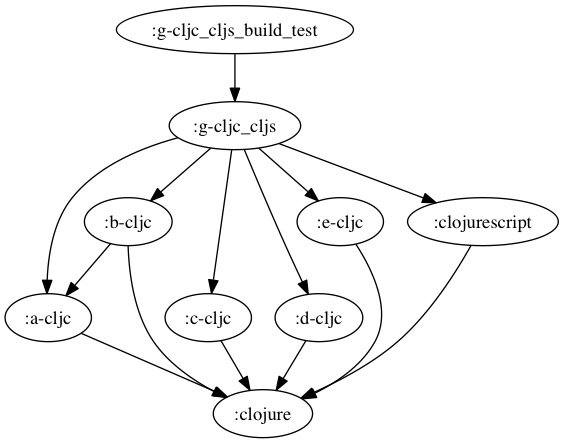 :g-cljc_cljs_build_test
:g-cljc_cljs
:b-cljc
:e-cljc
:clojurescript
:a-cljc
:c-cljc
:d-cljc
:clojure